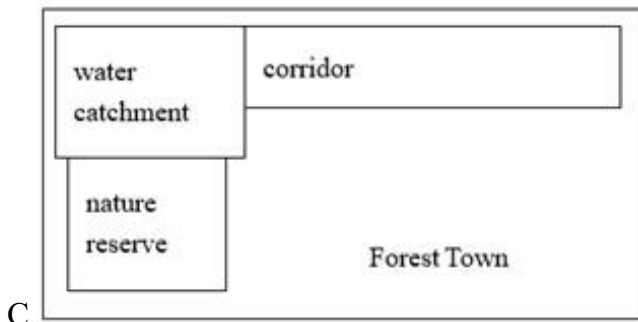 water
catchment
corridor
nature
reserve
Forest Town
C